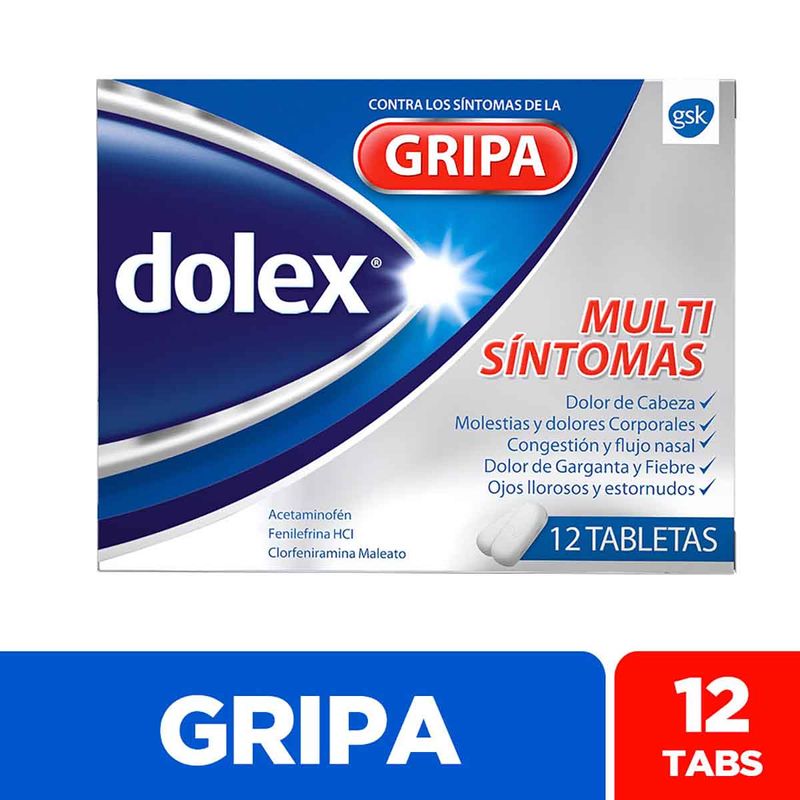 CONTRA LOS SÍNTOMAS DE LA
GRIPA
gsk
dolex®
MULTI
SÍNTOMAS
Dolor de Cabeza ✓
Molestias y dolores Corporales ✓
Congestión y flujo nasal ✓
Dolor de Garganta y Fiebre ✓
Ojos llorosos y estornudos ✓
Acetaminofén
Fenilefrina HCl
Clorfeniramina Maleato
12 TABLETAS
GRIPA
12
TABS